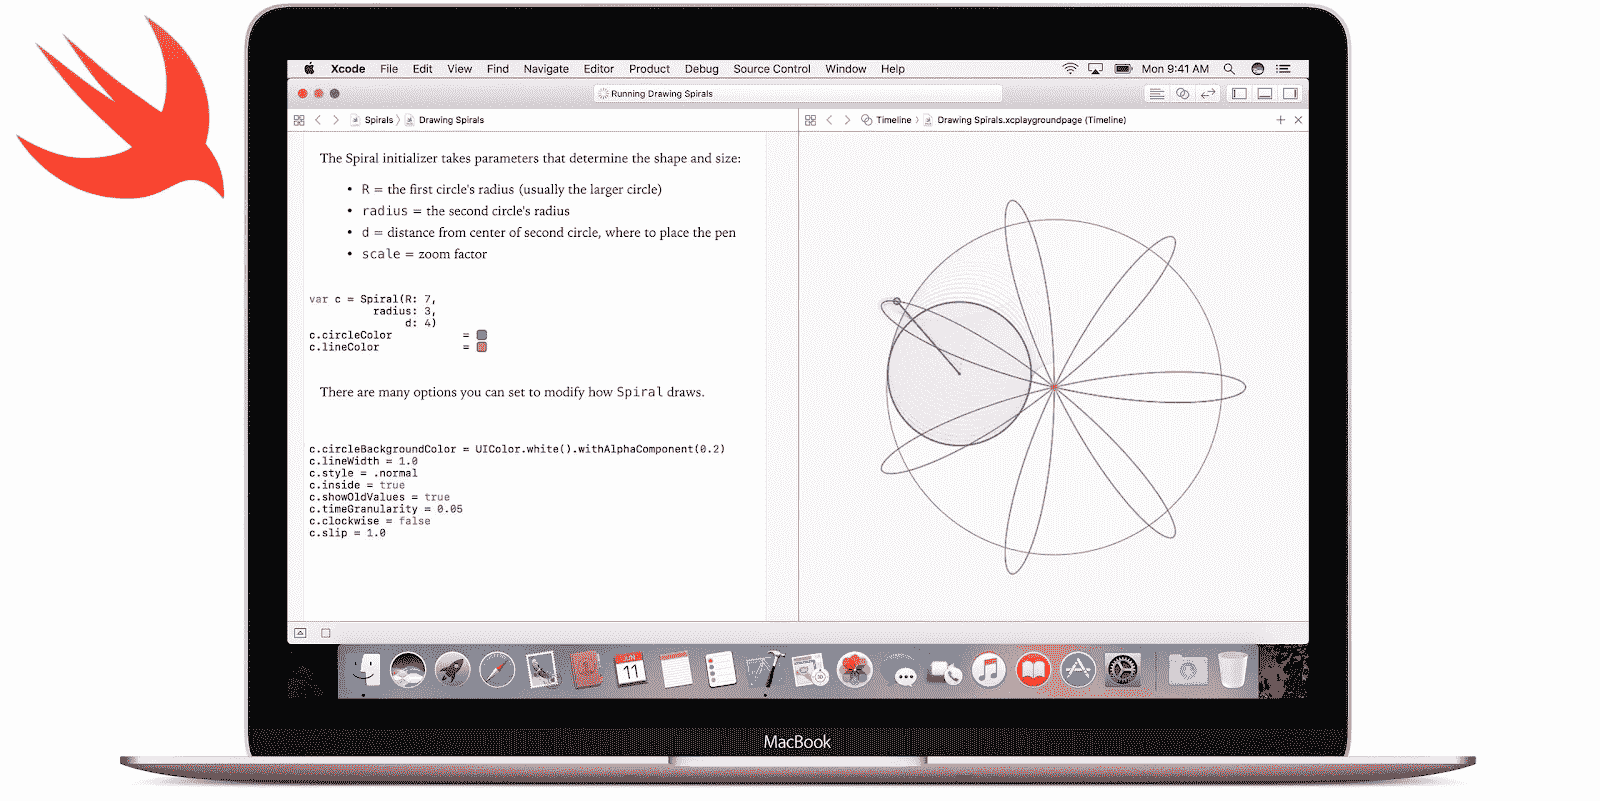 Xcode File Edit View Find Navigate Editor Product Debug Source Control Window Help Mon 9:41 AM
Running Drawing Spirals
Spirals Drawing Spirals
Timeline Drawing Spirals.xcplaygroundpage (Timeline)
The Spiral initializer takes parameters that determine the shape and size:
• R = the first circle's radius (usually the larger circle)
• radius = the second circle's radius
• d = distance from center of second circle, where to place the pen
• scale = zoom factor
var c = Spiral(R: 7,
radius: 3,
d: 4)
c.circleColor =
c.lineColor =
There are many options you can set to modify how Spiral draws.
c.circleBackgroundColor = UIColor.white().withAlphaComponent(0.2)
c.lineWidth = 1.0
c.style = .normal
c.inside = true
c.showOldValues = true
c.timeGranularity = 0.05
c.clockwise = false
c.slip = 1.0
JUN
11
MacBook